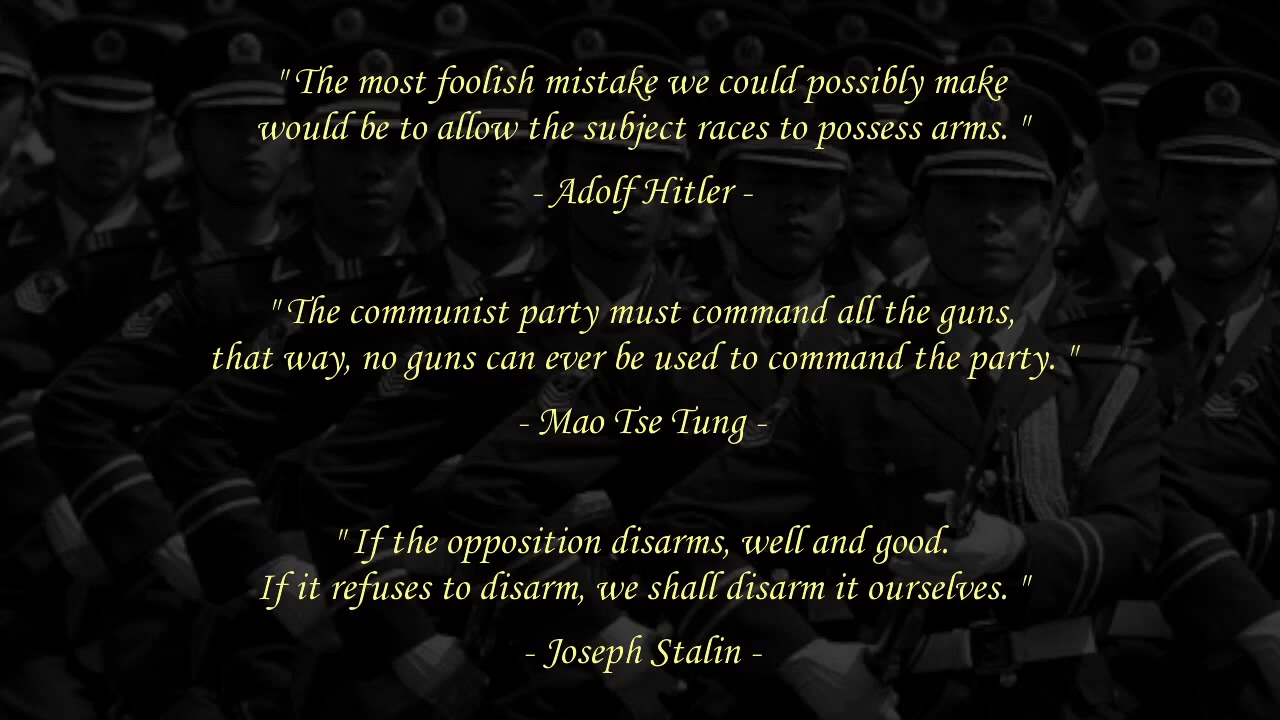 " The most foolish mistake we could possibly make
would be to allow the subject races to possess arms. "
- Adolf Hitler -
" The communist party must command all the guns,
that way, no guns can ever be used to command the party. "
- Mao Tse Tung -
" If the opposition disarms, well and good.
If it refuses to disarm, we shall disarm it ourselves. "
- Joseph Stalin -